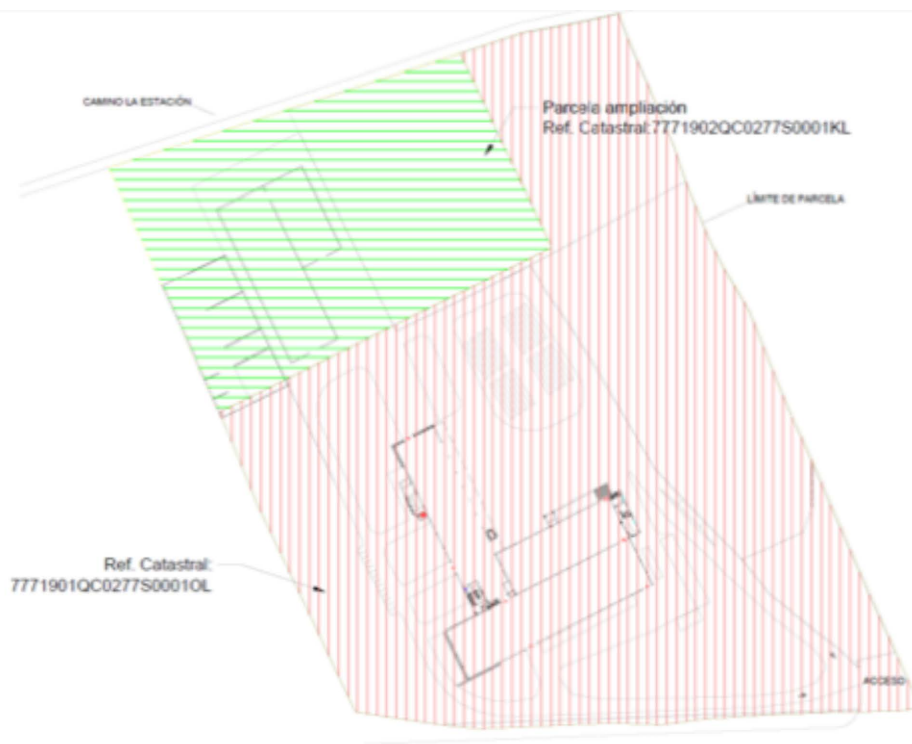 CAMINO LA ESTACIÓN
Parcela ampliación
Ref. Catastral:7771902QC0277S0001KL
LÍMITE DE PARCELA
Ref. Catastral:
7771901QC0277S0001OL
ACCESO